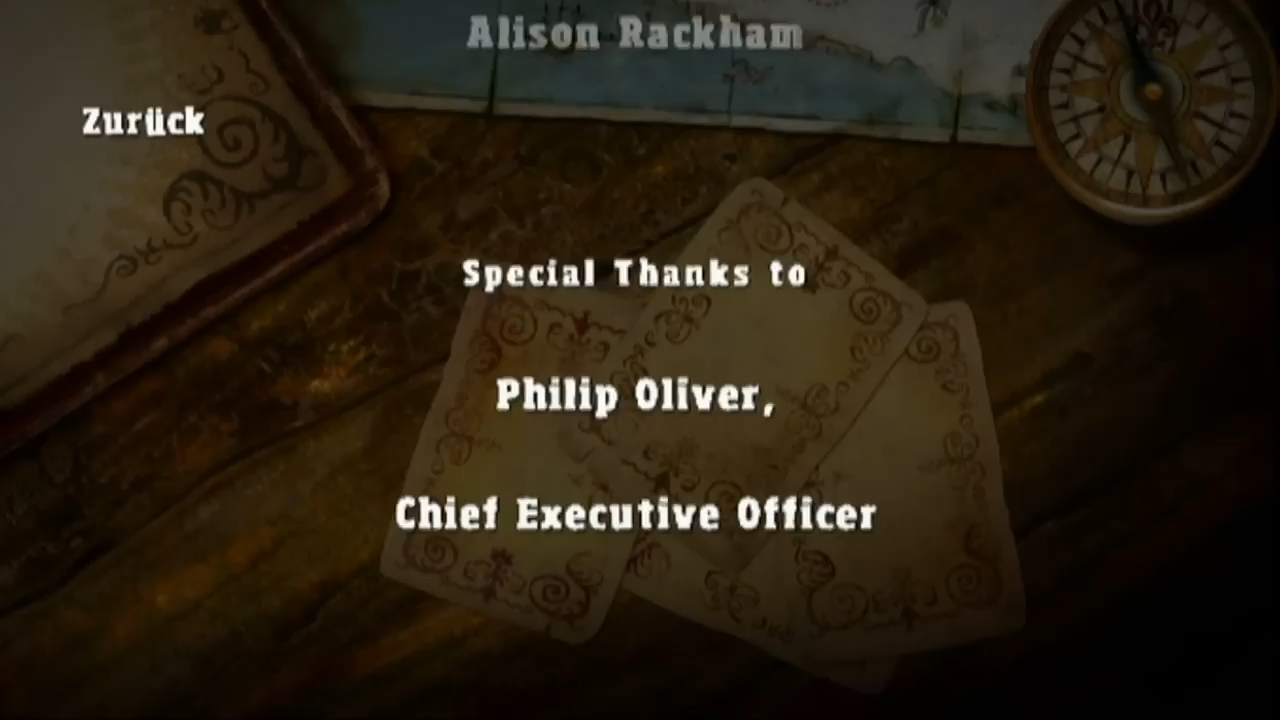 Alison Rackham
Zurück
Special Thanks to
Philip Oliver,
Chief Executive Officer